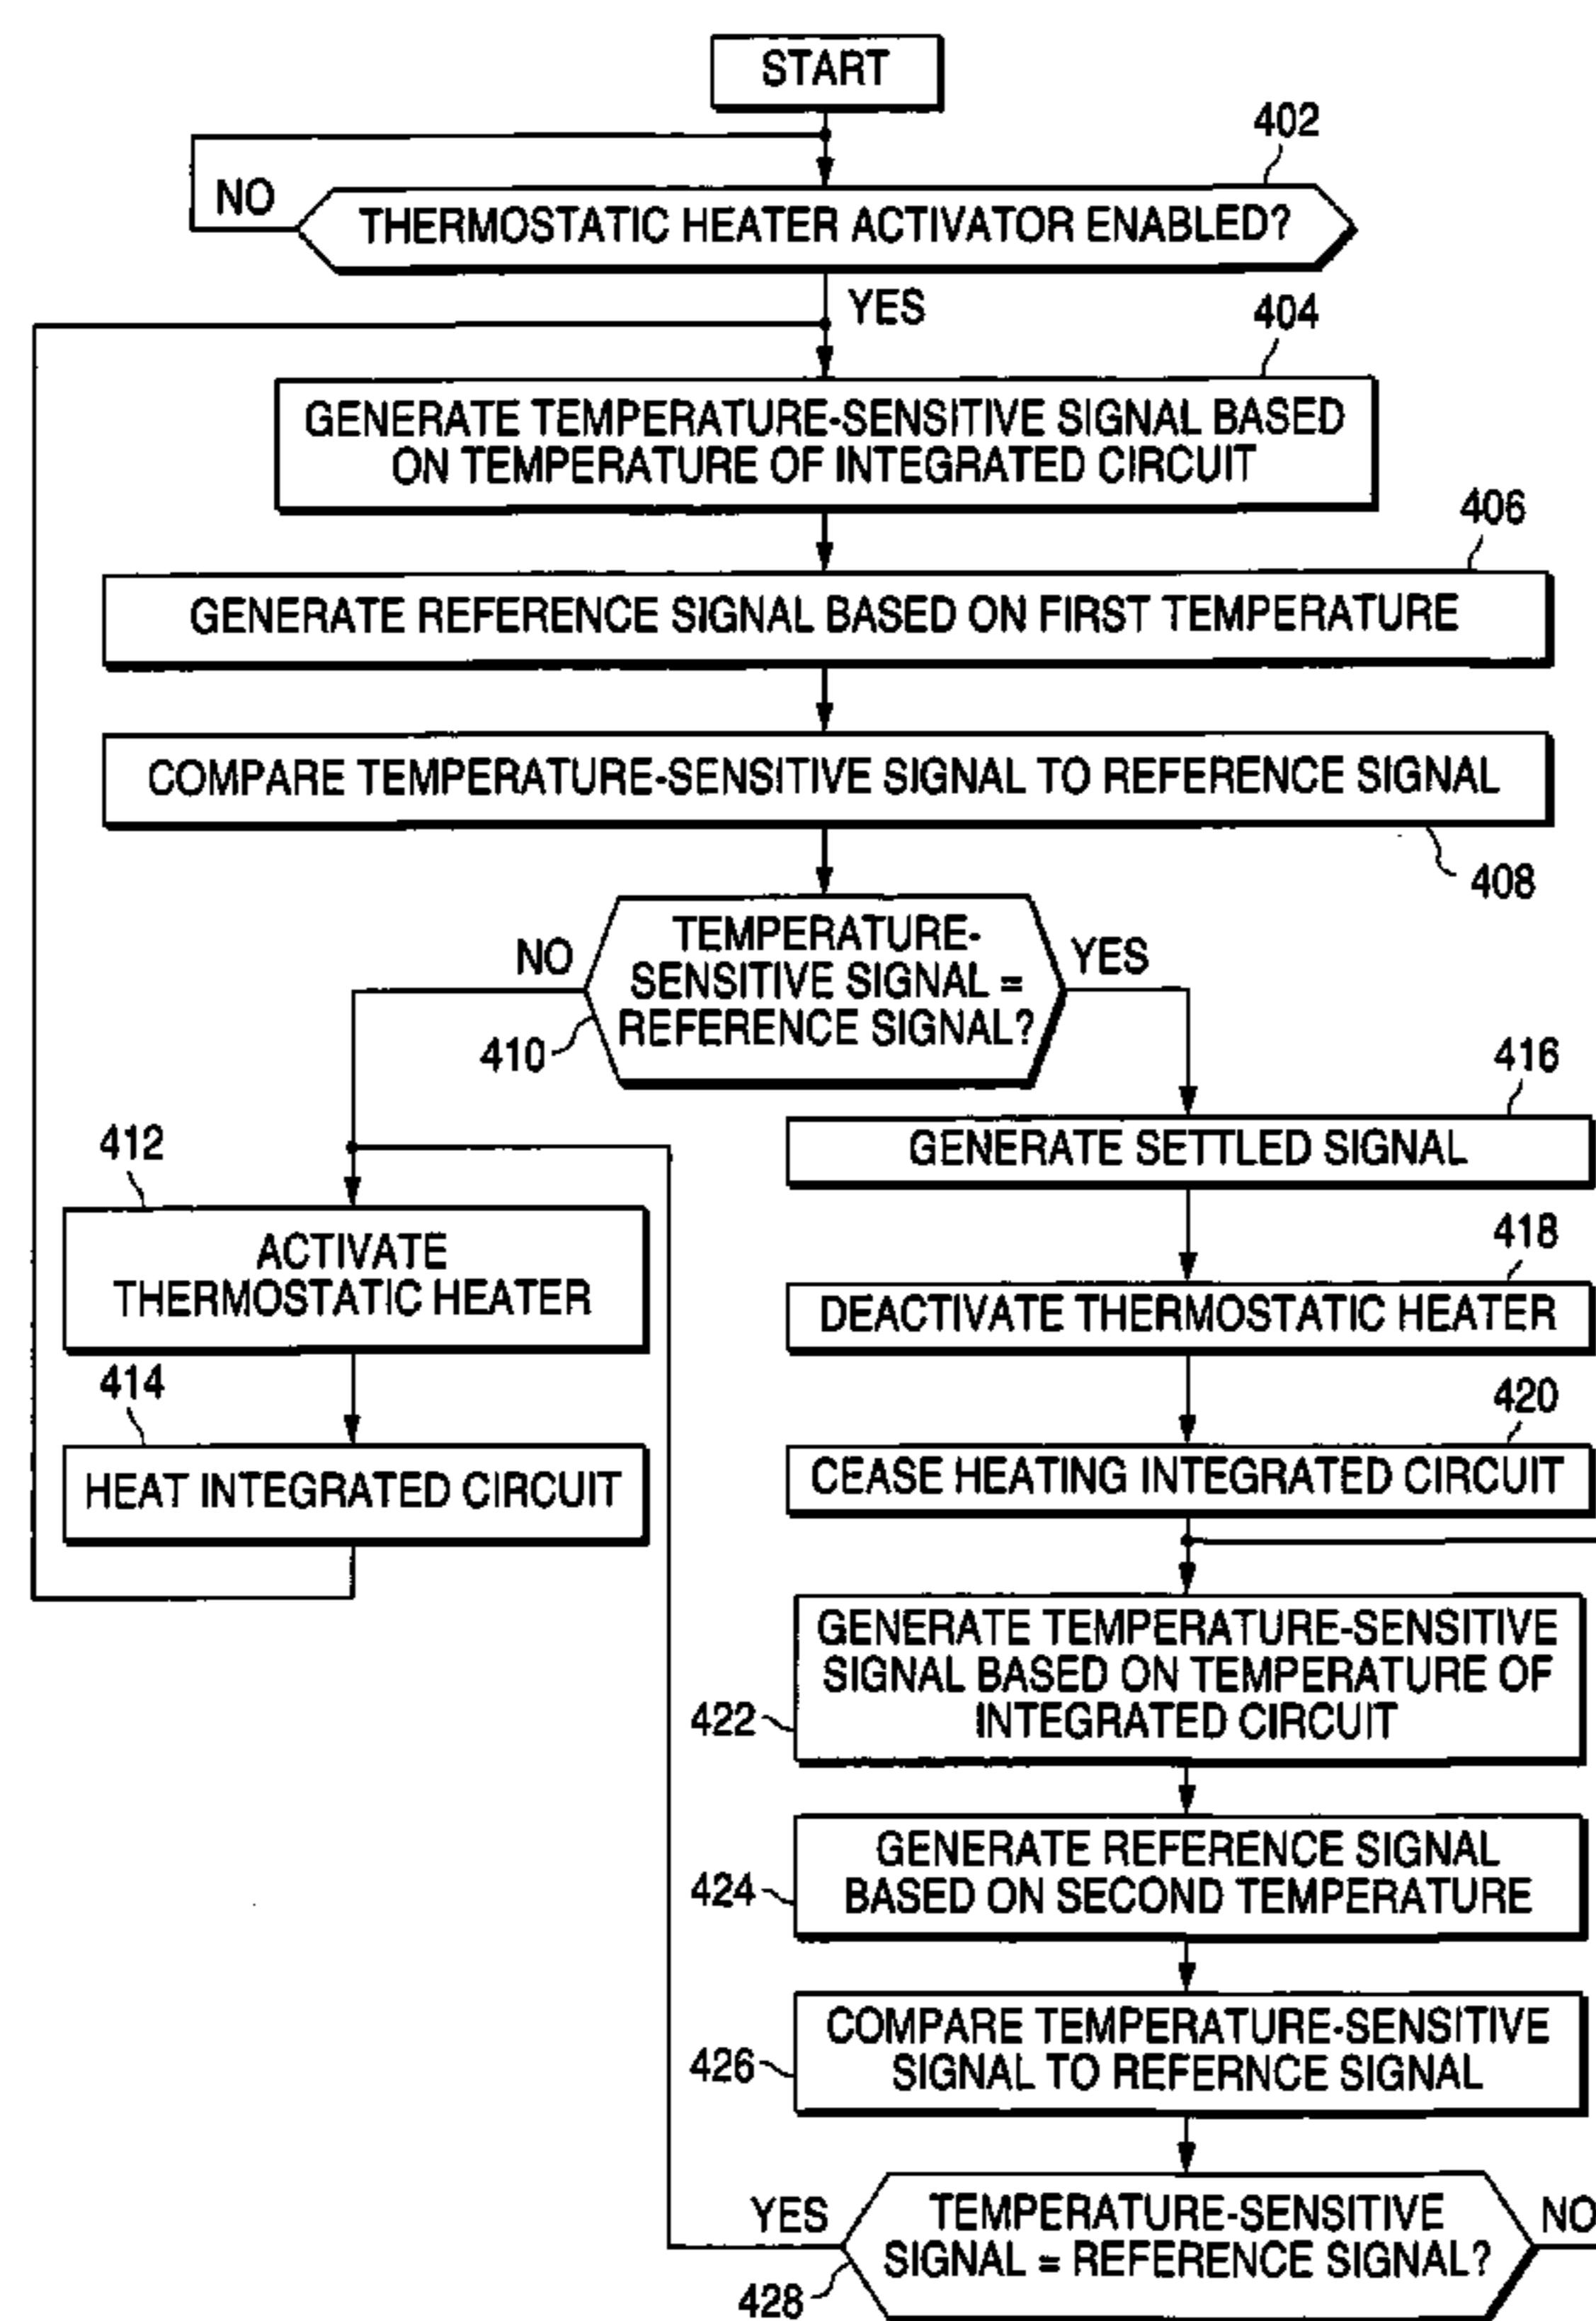 START
402
NO
THERMOSTATIC HEATER ACTIVATOR ENABLED?
YES
404
GENERATE TEMPERATURE-SENSITIVE SIGNAL BASED
ON TEMPERATURE OF INTEGRATED CIRCUIT
406
GENERATE REFERENCE SIGNAL BASED ON FIRST TEMPERATURE
COMPARE TEMPERATURE-SENSITIVE SIGNAL TO REFERENCE SIGNAL
408
NO
TEMPERATURE-
SENSITIVE SIGNAL =
REFERENCE SIGNAL?
YES
410
416
GENERATE SETTLED SIGNAL
412
ACTIVATE
THERMOSTATIC HEATER
418
DEACTIVATE THERMOSTATIC HEATER
414
HEAT INTEGRATED CIRCUIT
420
CEASE HEATING INTEGRATED CIRCUIT
GENERATE TEMPERATURE-SENSITIVE
SIGNAL BASED ON TEMPERATURE OF
INTEGRATED CIRCUIT
422
GENERATE REFERENCE SIGNAL
BASED ON SECOND TEMPERATURE
424
COMPARE TEMPERATURE-SENSITIVE
SIGNAL TO REFERNCE SIGNAL
426
YES
TEMPERATURE-SENSITIVE
SIGNAL = REFERENCE SIGNAL?
NO
428